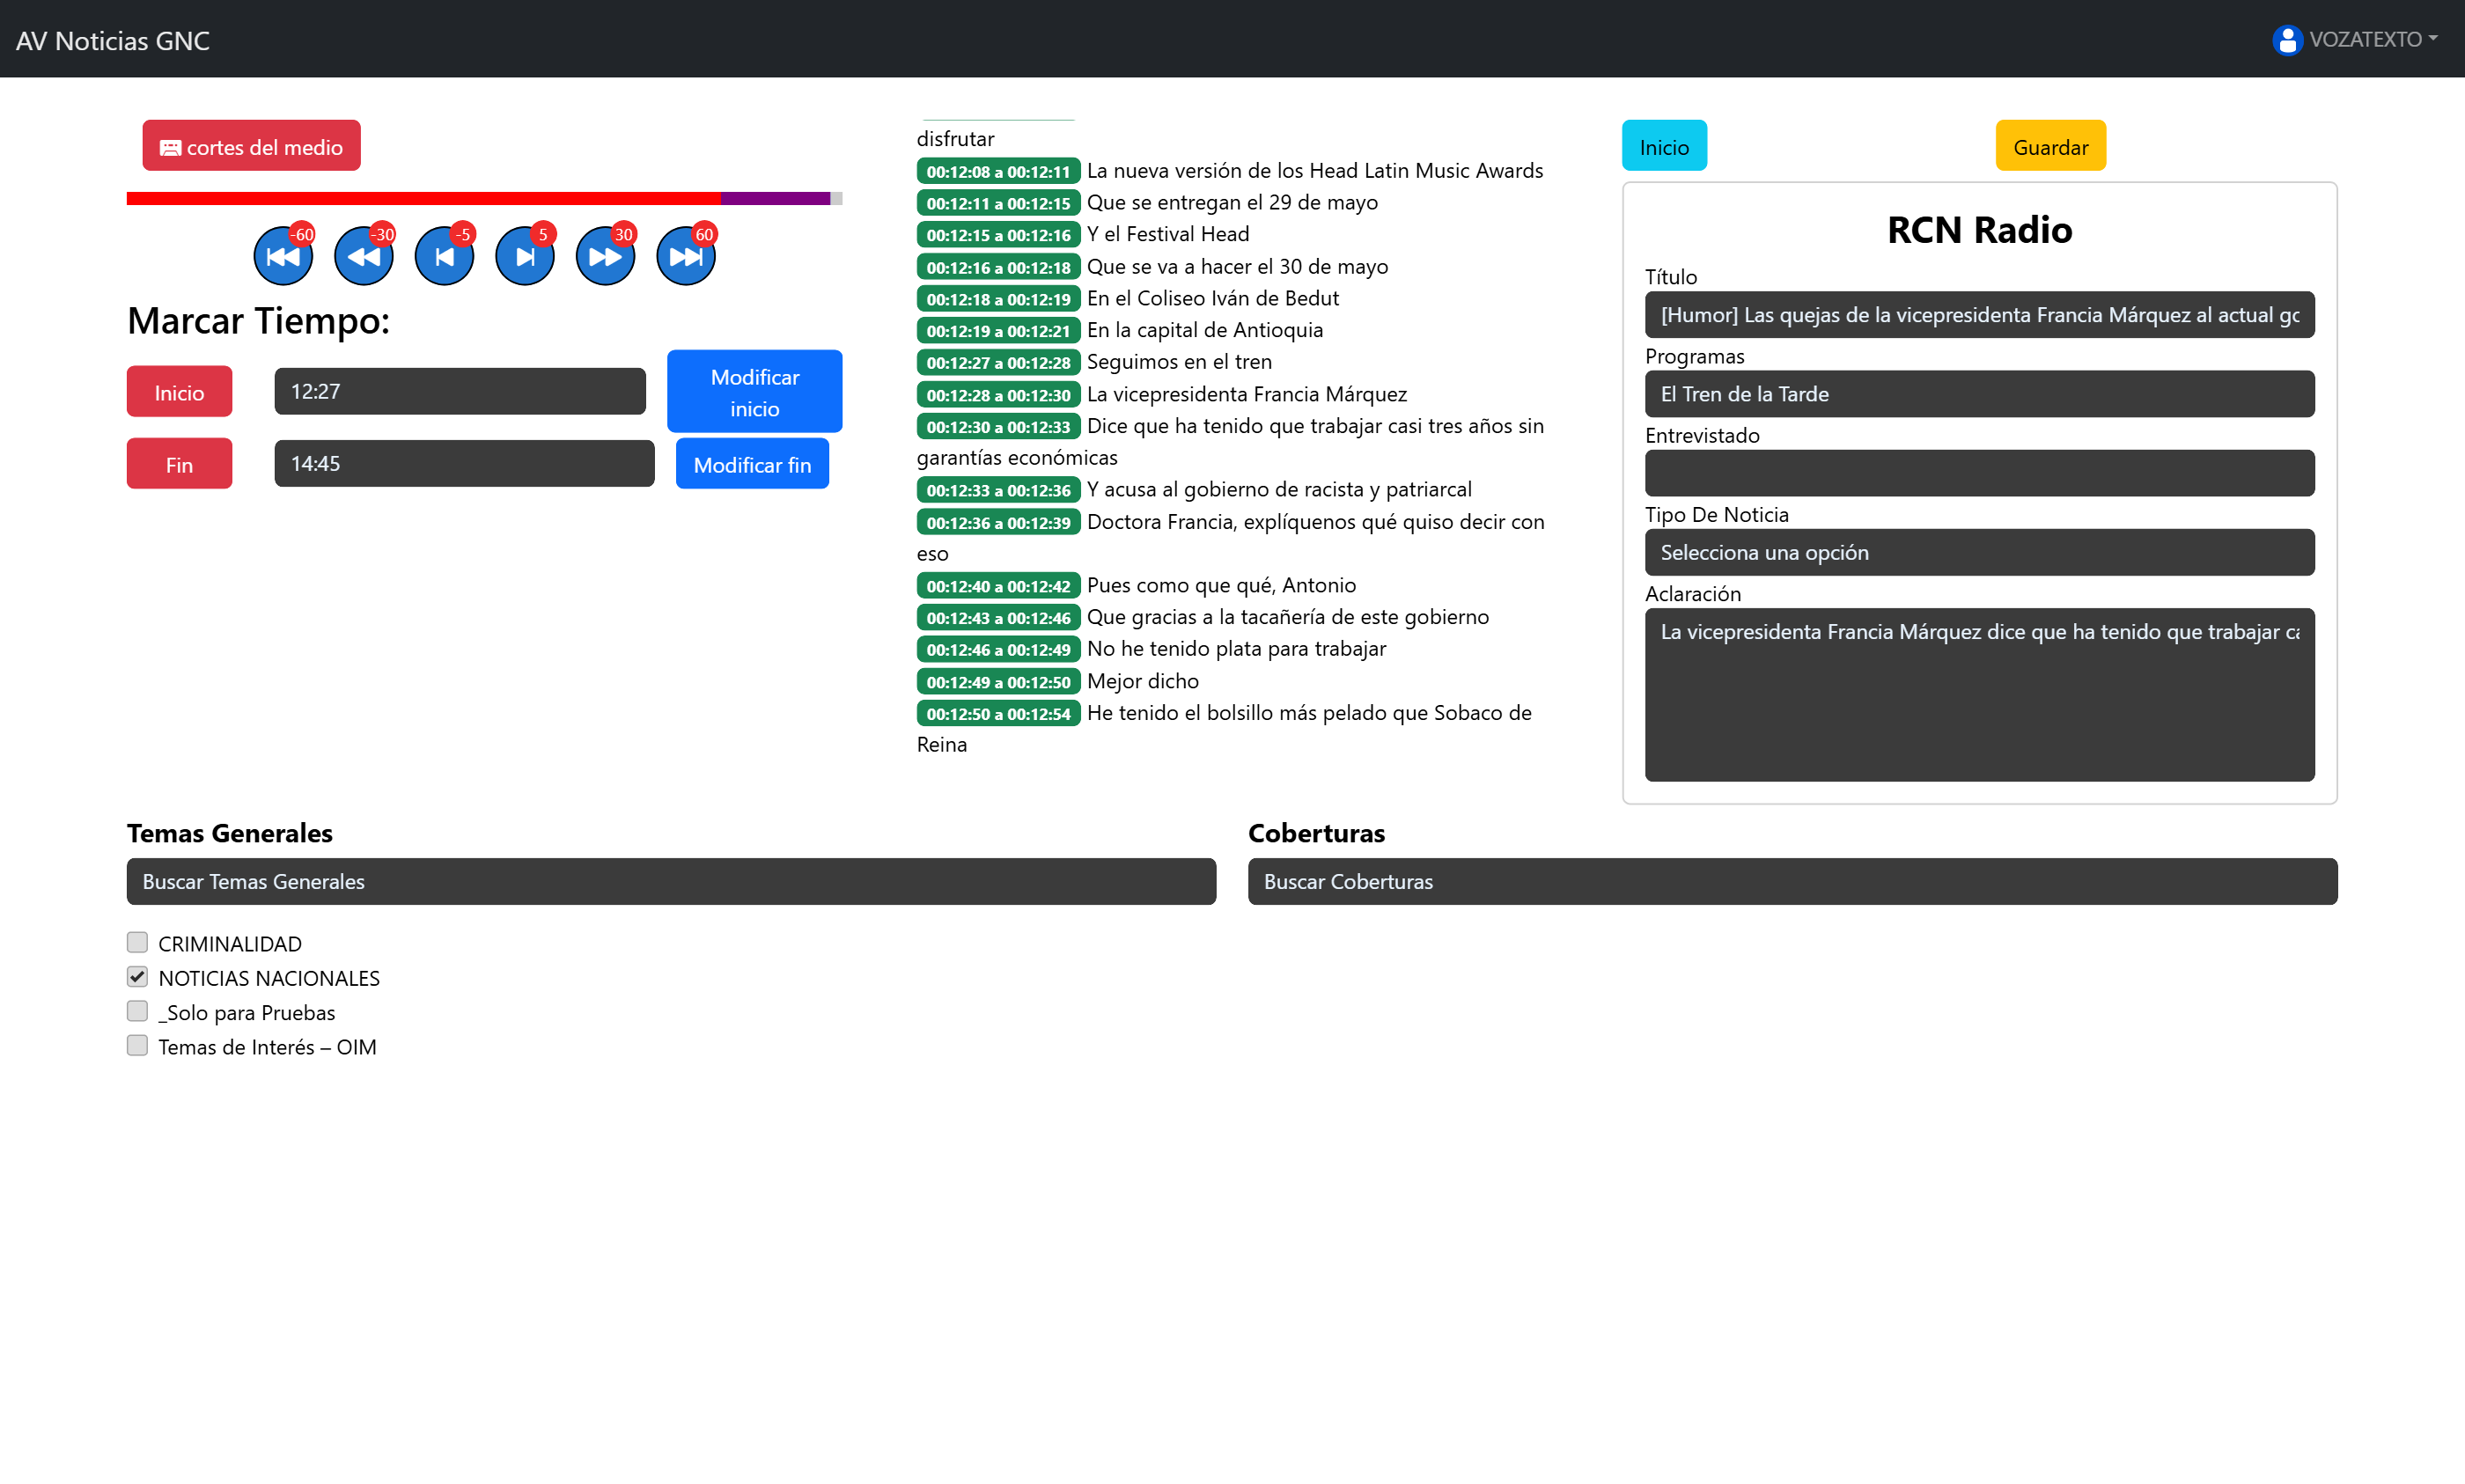 AV Noticias GNC
VOZATEXTO
cortes del medio
-60
-30
-5
5
30
60
Marcar Tiempo:
Inicio
12:27
Modificar
inicio
Fin
14:45
Modificar fin
disfrutar
00:12:08 a 00:12:11 La nueva versión de los Head Latin Music Awards
00:12:11 a 00:12:15 Que se entregan el 29 de mayo
00:12:15 a 00:12:16 Y el Festival Head
00:12:16 a 00:12:18 Que se va a hacer el 30 de mayo
00:12:18 a 00:12:19 En el Coliseo Iván de Bedut
00:12:19 a 00:12:21 En la capital de Antioquia
00:12:27 a 00:12:28 Seguimos en el tren
00:12:28 a 00:12:30 La vicepresidenta Francia Márquez
00:12:30 a 00:12:33 Dice que ha tenido que trabajar casi tres años sin
garantías económicas
00:12:33 a 00:12:36 Y acusa al gobierno de racista y patriarcal
00:12:36 a 00:12:39 Doctora Francia, explíquenos qué quiso decir con
eso
00:12:40 a 00:12:42 Pues como que qué, Antonio
00:12:43 a 00:12:46 Que gracias a la tacañería de este gobierno
00:12:46 a 00:12:49 No he tenido plata para trabajar
00:12:49 a 00:12:50 Mejor dicho
00:12:50 a 00:12:54 He tenido el bolsillo más pelado que Sobaco de
Reina
Inicio
Guardar
RCN Radio
Título
[Humor] Las quejas de la vicepresidenta Francia Márquez al actual gc
Programas
El Tren de la Tarde
Entrevistado
Tipo De Noticia
Selecciona una opción
Aclaración
La vicepresidenta Francia Márquez dice que ha tenido que trabajar ca
Temas Generales
Buscar Temas Generales
CRIMINALIDAD
NOTICIAS NACIONALES
_Solo para Pruebas
Temas de Interés – OIM
Coberturas
Buscar Coberturas